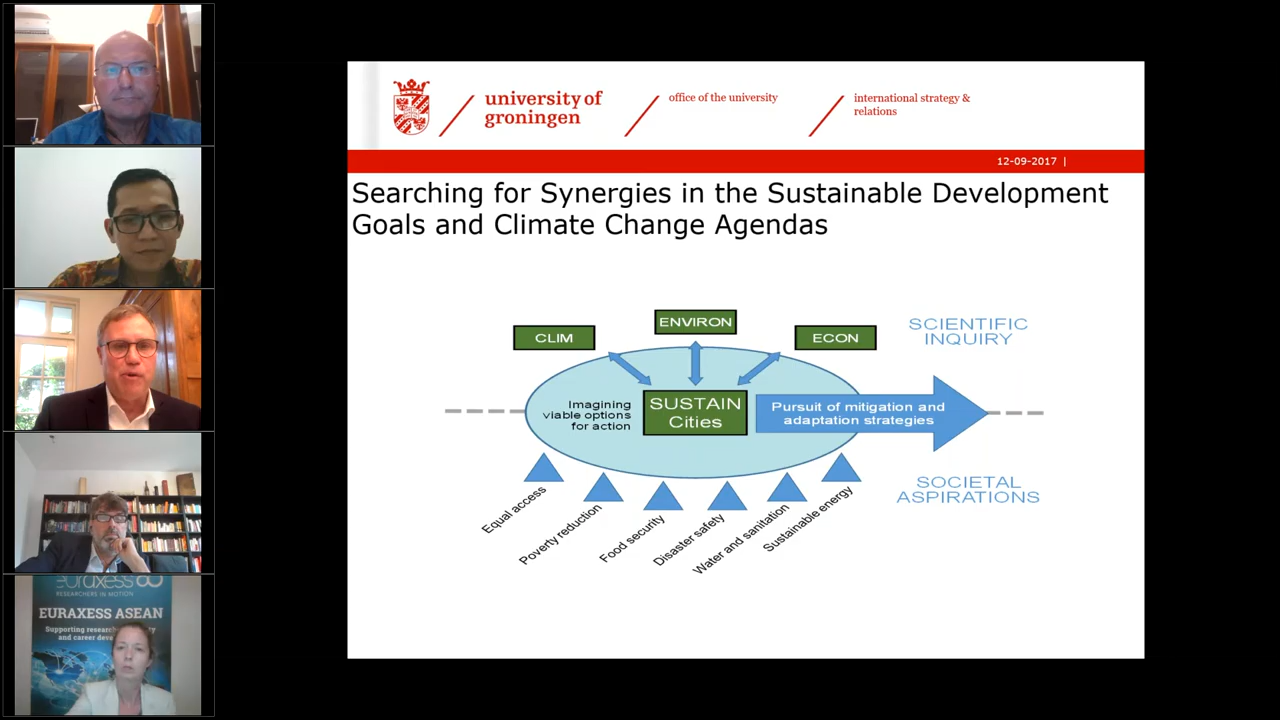 university of
groningen
office of the university
international strategy &
relations
12-09-2017 |
Searching for Synergies in the Sustainable Development
Goals and Climate Change Agendas
CLIM
ENVIRON
ECON
SCIENTIFIC
INQUIRY
Imagining
viable options
for action
SUSTAIN
Cities
Pursuit of mitigation and
adaptation strategies
SOCIETAL
ASPIRATIONS
Equal access
Poverty reduction
Food security
Disaster safety
Water and sanitation
Sustainable energy
euraxess
RESEARCHERS IN MOTION
EURAXESS ASEAN
Supporting
and career